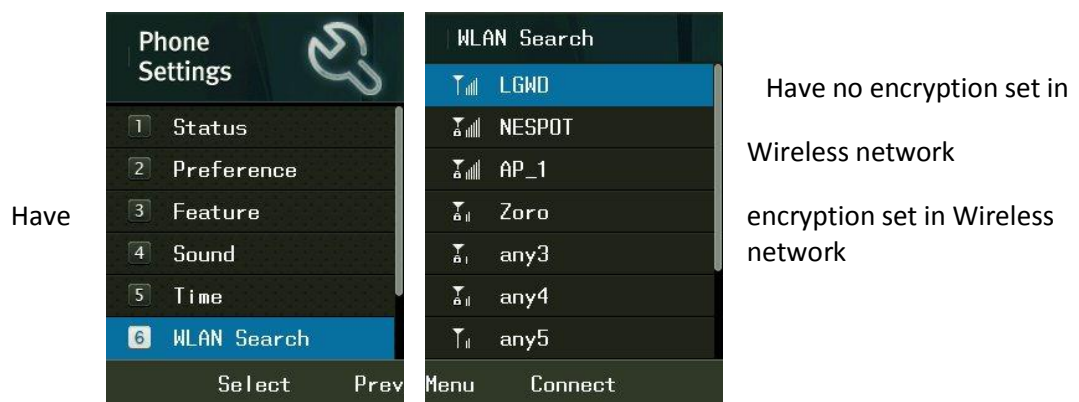 Phone
Settings
1 Status
2 Preference
3 Feature
4 Sound
5 Time
6 WLAN Search
Select Prev
WLAN Search
LGWD
NESPOT
AP_1
Zoro
any3
any4
any5
Menu Connect
Have no encryption set in
Wireless network
Have
encryption set in Wireless
network